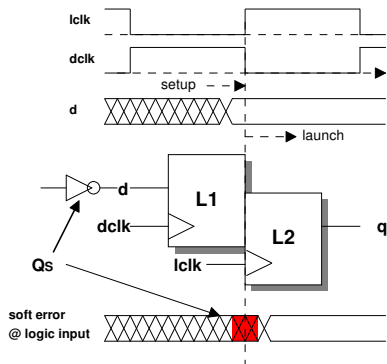 lclk
dclk
setup
d
launch
d
L1
dclk
L2
q
lclk
Qs
soft error
@ logic input